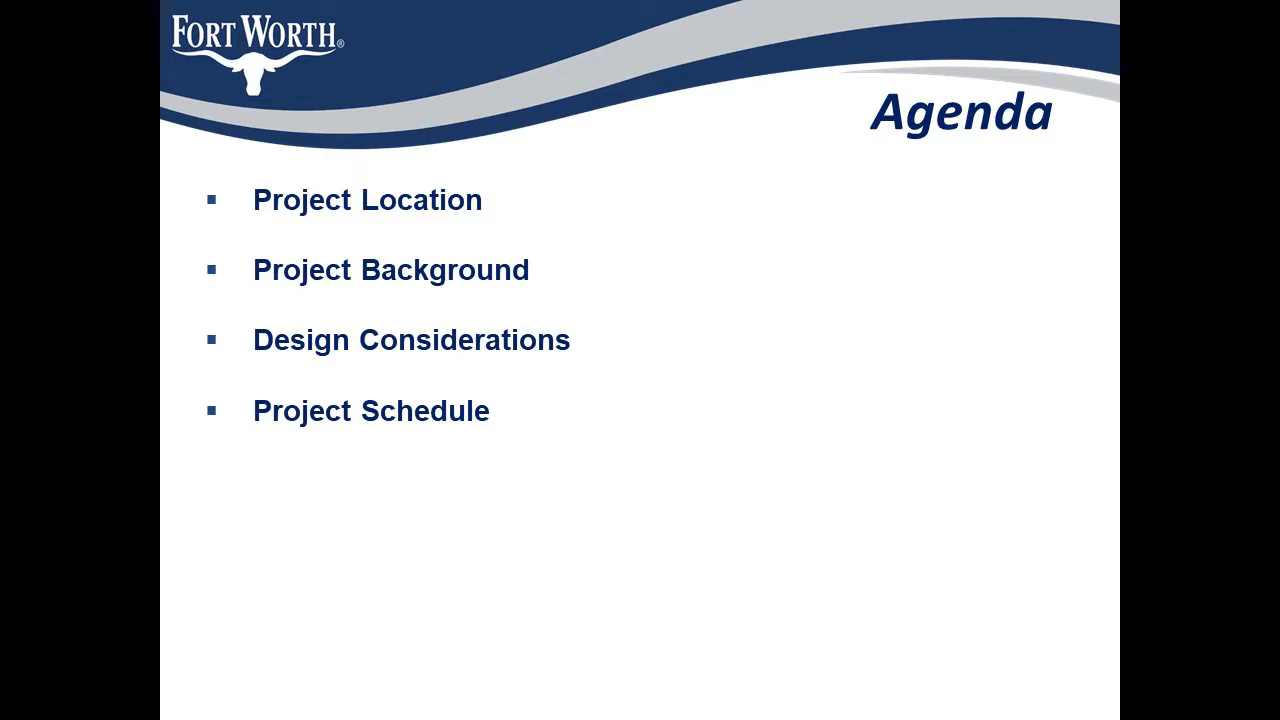 FORT WORTH®
Agenda
▪ Project Location
▪ Project Background
▪ Design Considerations
▪ Project Schedule